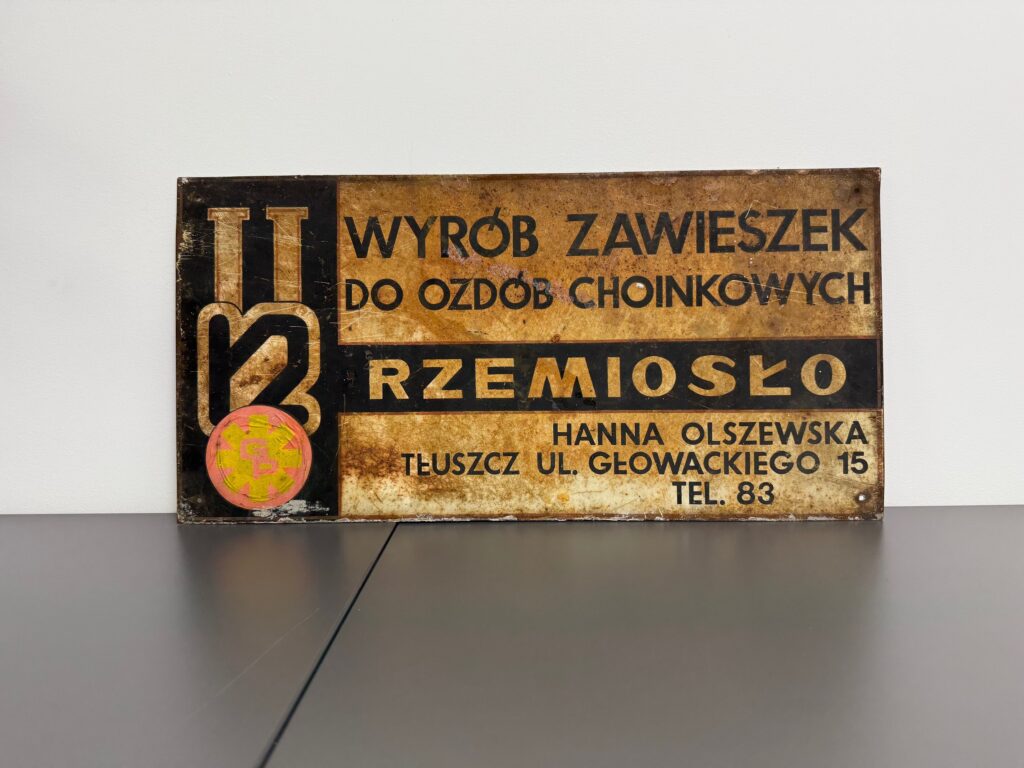 WYRÓB ZAWIESZEK
DO OZDÓB CHOINKOWYCH
RZEMIOSŁO
HANNA OLSZEWSKA
TŁUSZCZ UL. GŁOWACKIEGO 15
TEL. 83